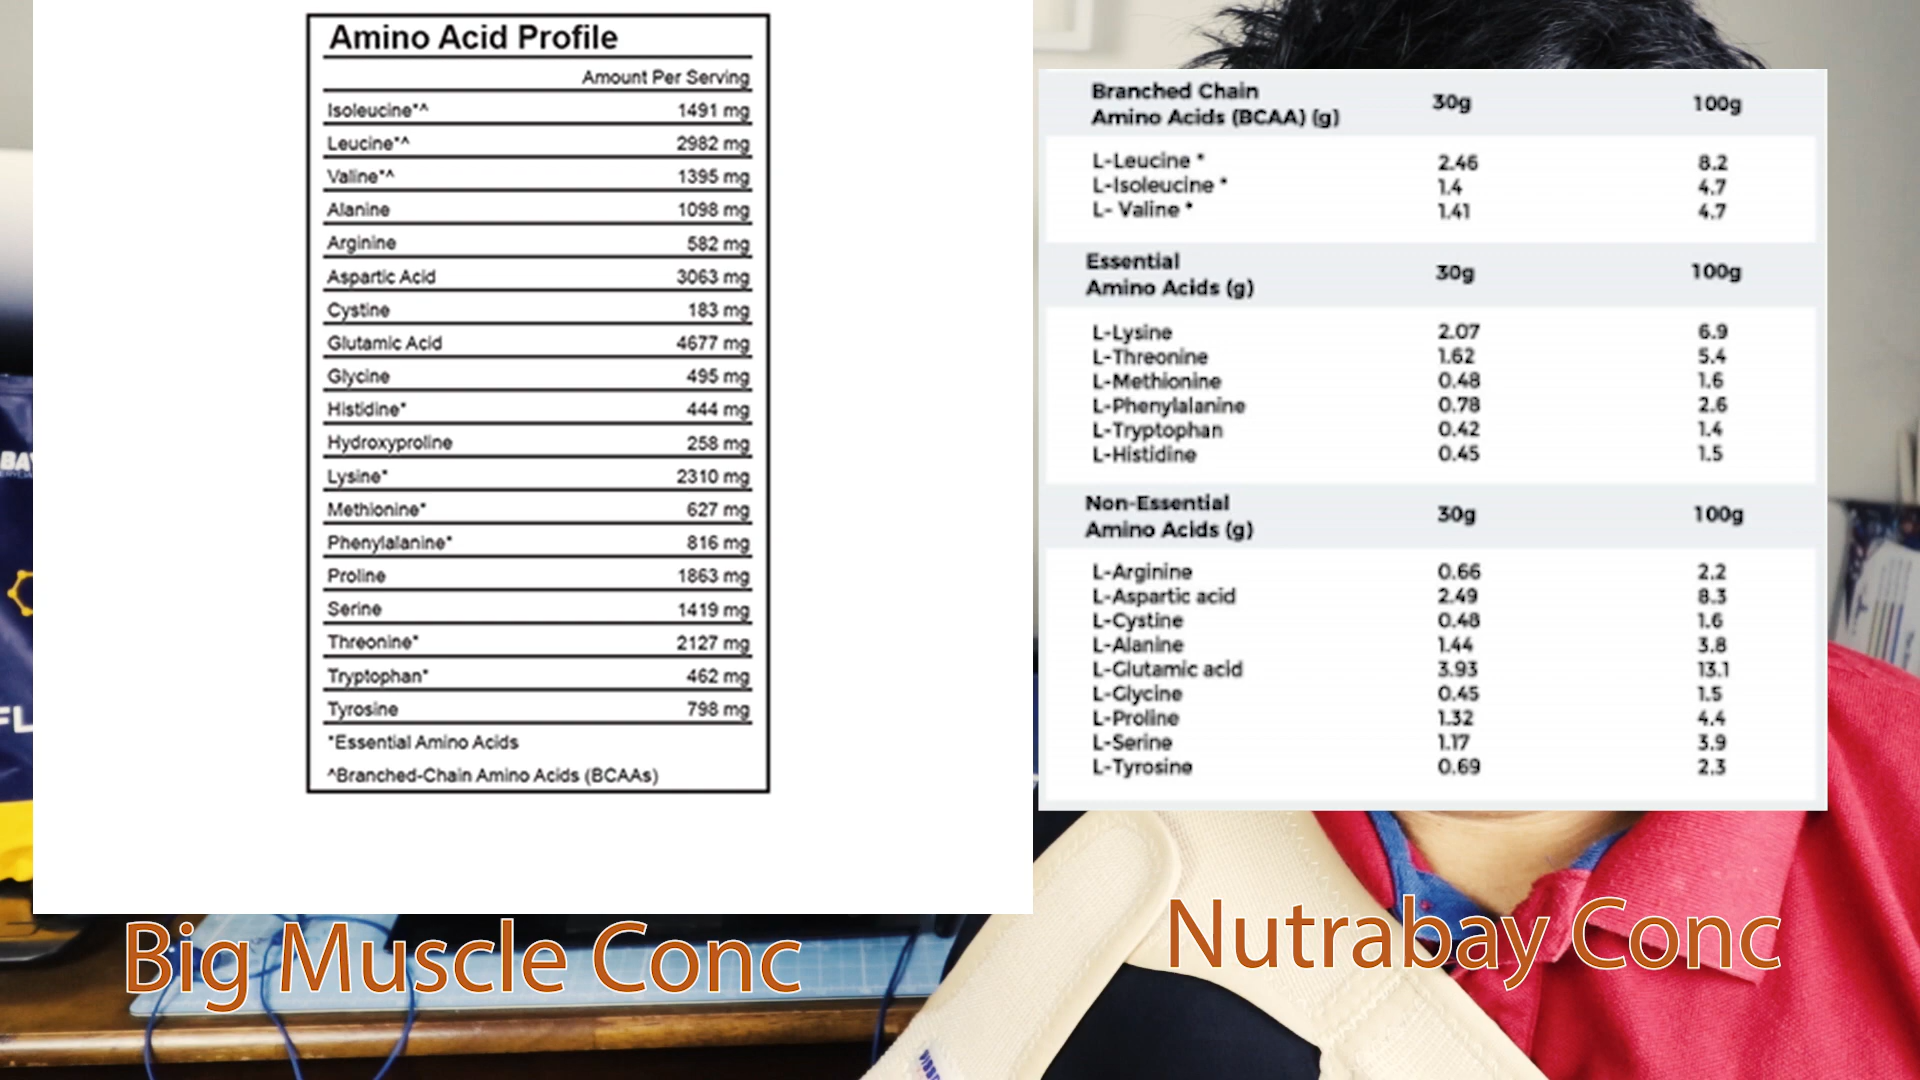 Amino Acid Profile
Amount Per Serving
Isoleucine*^ 1491 mg
Leucine*^ 2982 mg
Valine*^ 1395 mg
Alanine 1098 mg
Arginine 582 mg
Aspartic Acid 3063 mg
Cystine 183 mg
Glutamic Acid 4677 mg
Glycine 495 mg
Histidine* 444 mg
Hydroxyproline 258 mg
Lysine* 2310 mg
Methionine* 627 mg
Phenylalanine* 816 mg
Proline 1863 mg
Serine 1419 mg
Threonine* 2127 mg
Tryptophan* 462 mg
Tyrosine 798 mg
*Essential Amino Acids
^Branched-Chain Amino Acids (BCAAs)
Big Muscle Conc
Branched Chain
Amino Acids (BCAA) (g) 30g 100g
L-Leucine * 2.46 8.2
L-Isoleucine * 1.4 4.7
L- Valine * 1.41 4.7
Essential
Amino Acids (g) 30g 100g
L-Lysine 2.07 6.9
L-Threonine 1.62 5.4
L-Methionine 0.48 1.6
L-Phenylalanine 0.78 2.6
L-Tryptophan 0.42 1.4
L-Histidine 0.45 1.5
Non-Essential
Amino Acids (g) 30g 100g
L-Arginine 0.66 2.2
L-Aspartic acid 2.49 8.3
L-Cystine 0.48 1.6
L-Alanine 1.44 3.8
L-Glutamic acid 3.93 13.1
L-Glycine 0.45 1.5
L-Proline 1.32 4.4
L-Serine 1.17 3.9
L-Tyrosine 0.69 2.3
Nutrabay Conc